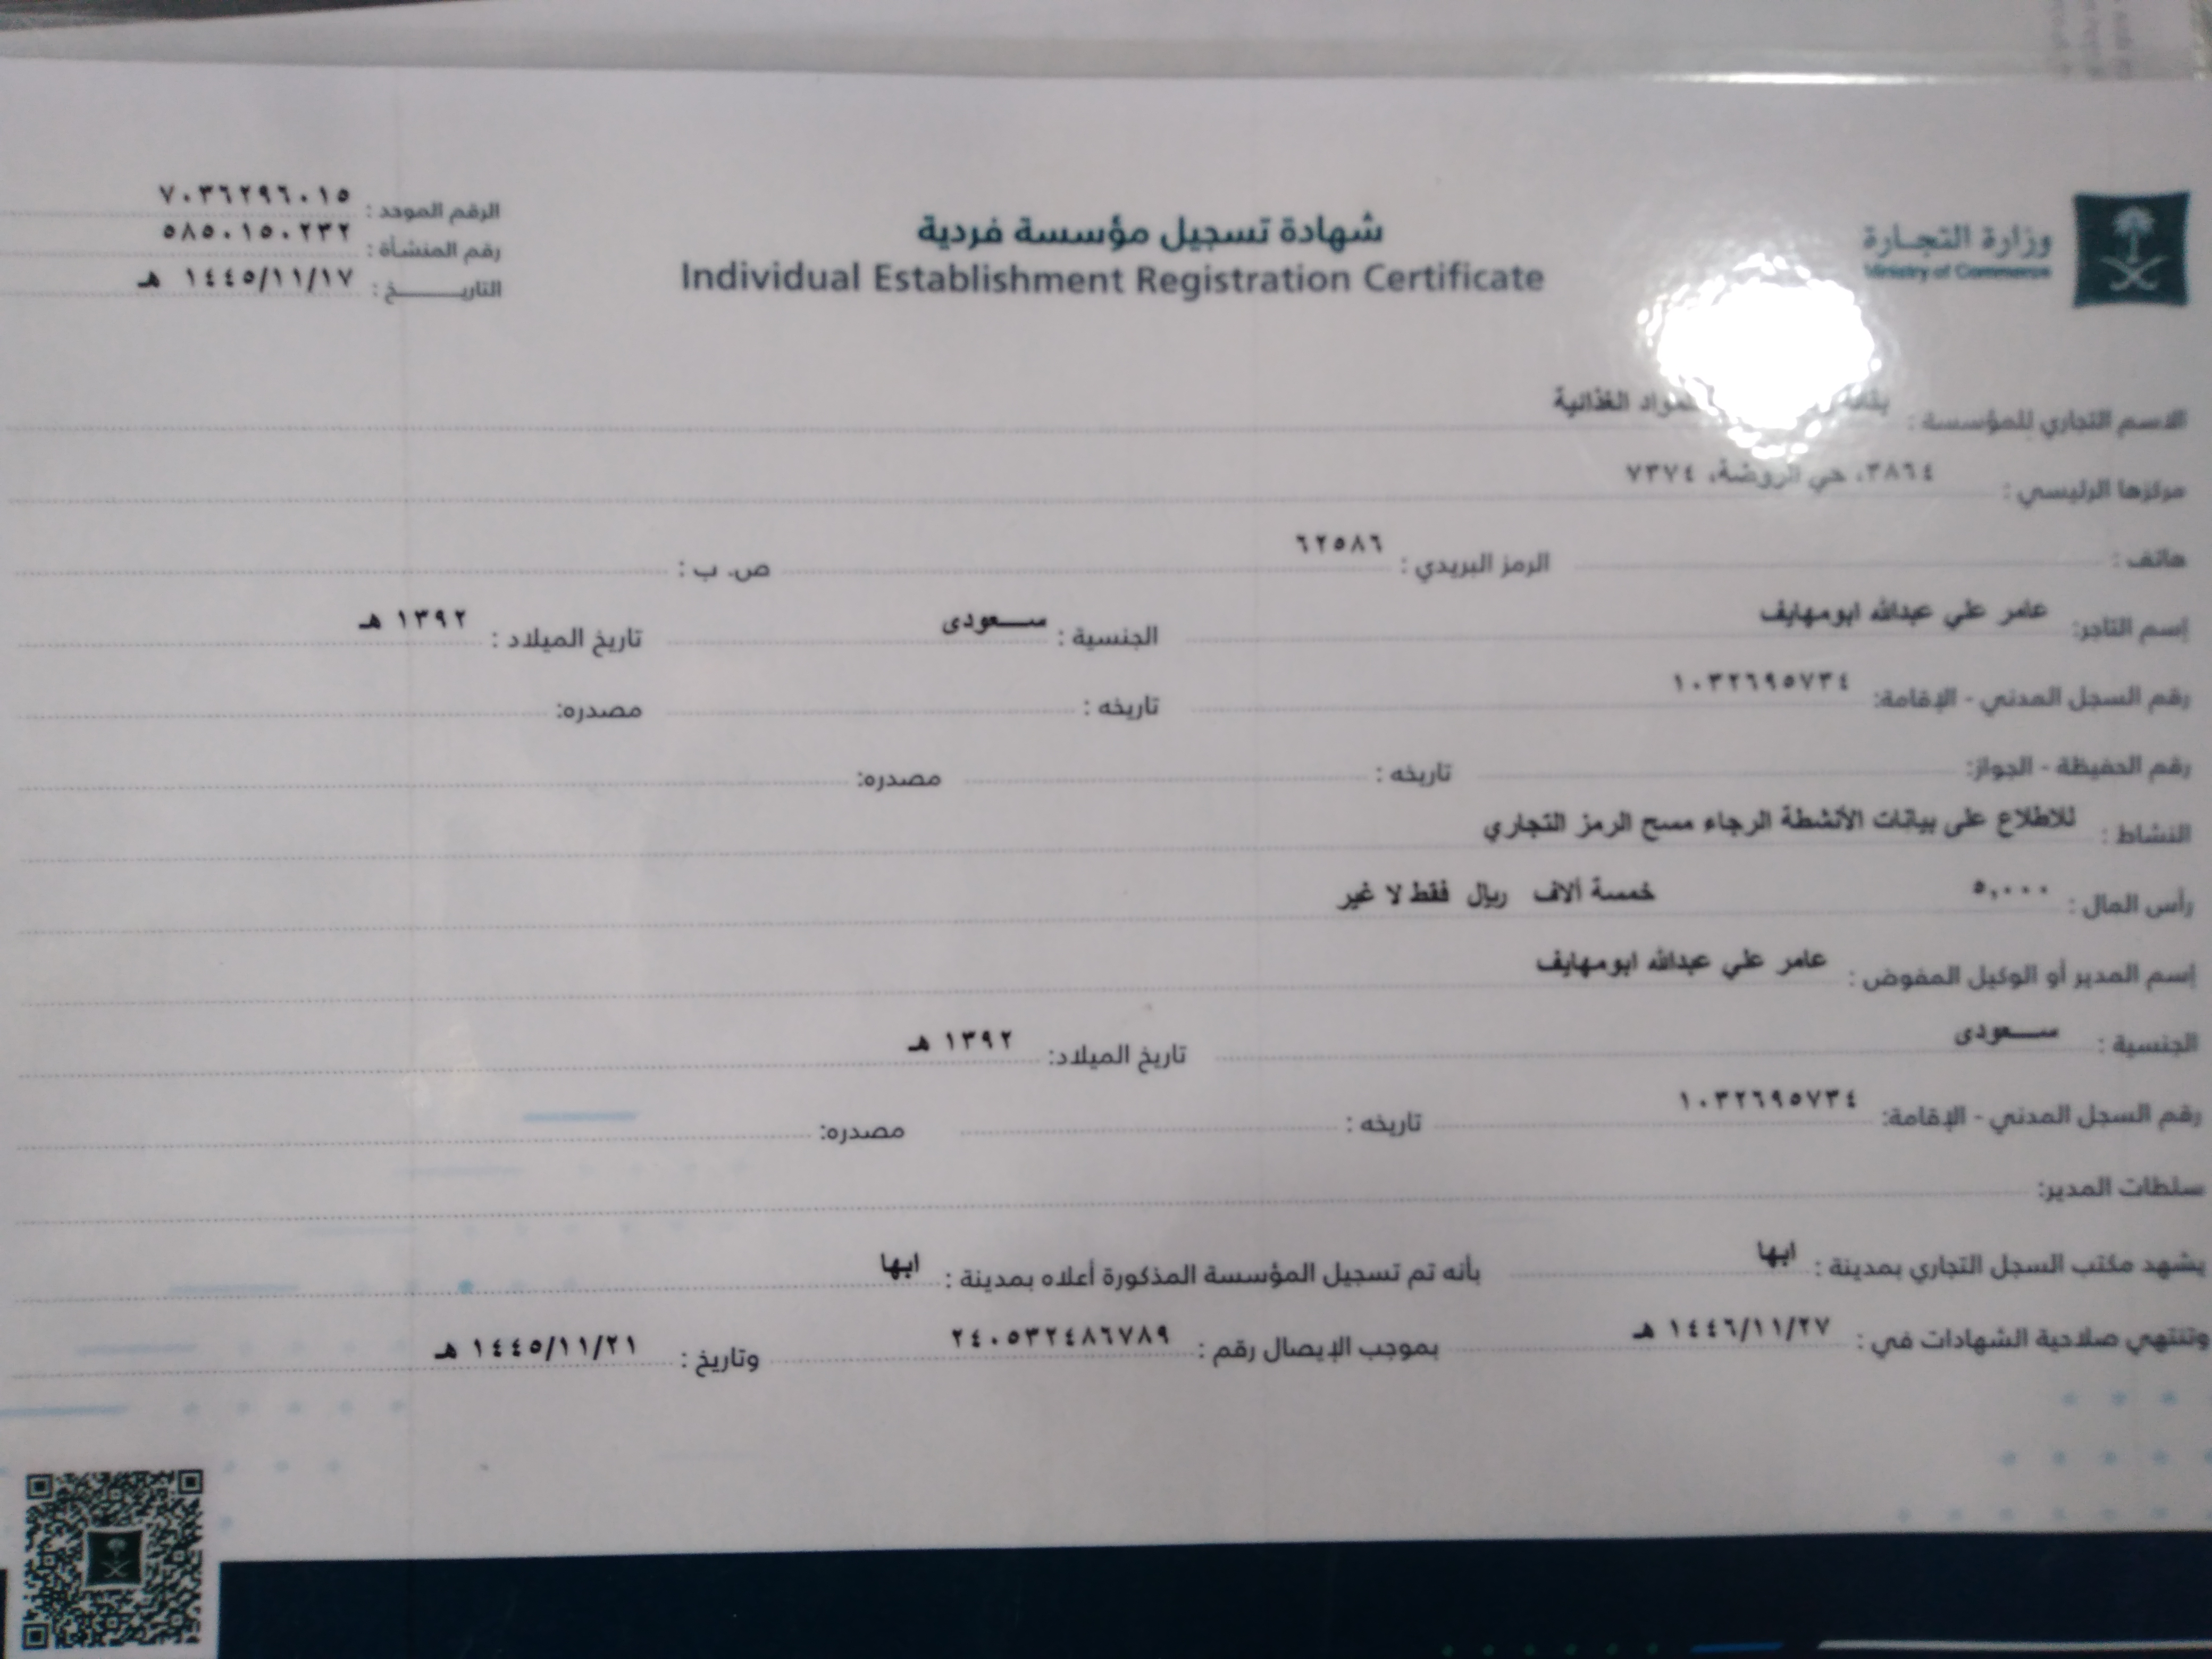 وزارة التجارة
Ministry of Commerce
شهادة تسجيل مؤسسة فردية
Individual Establishment Registration Certificate
الرقم الموحد : ٧٠٣٦٢٩٦٠١٥
رقم المنشأة : ٥٨٥٠١٥٠٢٣٢
التاريـــــخ : ١٤٤٥/١١/١٧ هـ
الاسم التجاري للمؤسسة : المواد الغذائية
مركزها الرئيسي : ٣٨٦٤، حي الروضة، ٧٣٧٤
هاتف : الرمز البريدي : ٦٢٥٨٦ ص. ب :
إسم التاجر: عامر علي عبدالله ابومهايف الجنسية : ســـعودى تاريخ الميلاد : ١٣٩٢ هـ
رقم السجل المدني - الإقامة: ١٠٣٢٦٩٥٧٣٤ تاريخه : مصدره:
رقم الحفيظة - الجواز: تاريخه : مصدره:
النشاط : للاطلاع على بيانات الأنشطة الرجاء مسح الرمز التجاري
رأس المال : ٥,٠٠٠ خمسة آلاف ريال فقط لا غير
إسم المدير أو الوكيل المفوض : عامر علي عبدالله ابومهايف
الجنسية : ســـعودى تاريخ الميلاد: ١٣٩٢ هـ
رقم السجل المدني - الإقامة: ١٠٣٢٦٩٥٧٣٤ تاريخه : مصدره:
سلطات المدير:
يشهد مكتب السجل التجاري بمدينة : ابها بأنه تم تسجيل المؤسسة المذكورة أعلاه بمدينة : ابها
وتنتهي صلاحية الشهادات في : ١٤٤٦/١١/٢٧ هـ بموجب الإيصال رقم : ٢٤٠٥٣٢٤٨٦٧٨٩ وتاريخ : ١٤٤٥/١١/٢١ هـ